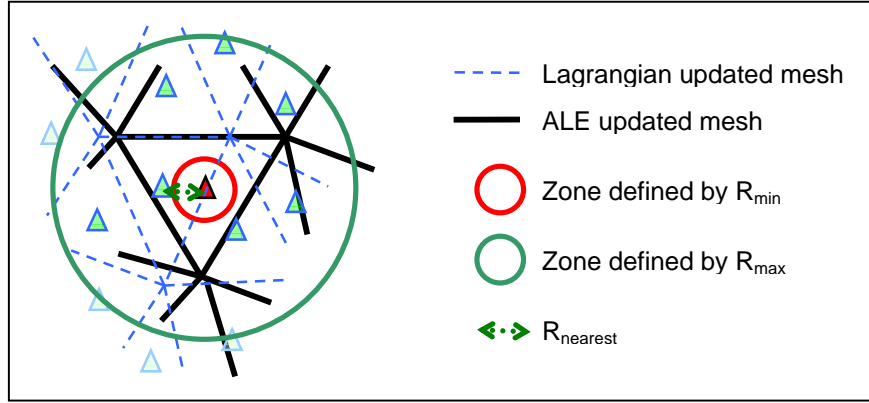 Lagrangian updated mesh
ALE updated mesh
Zone defined by Rmin
Zone defined by Rmax
Rnearest